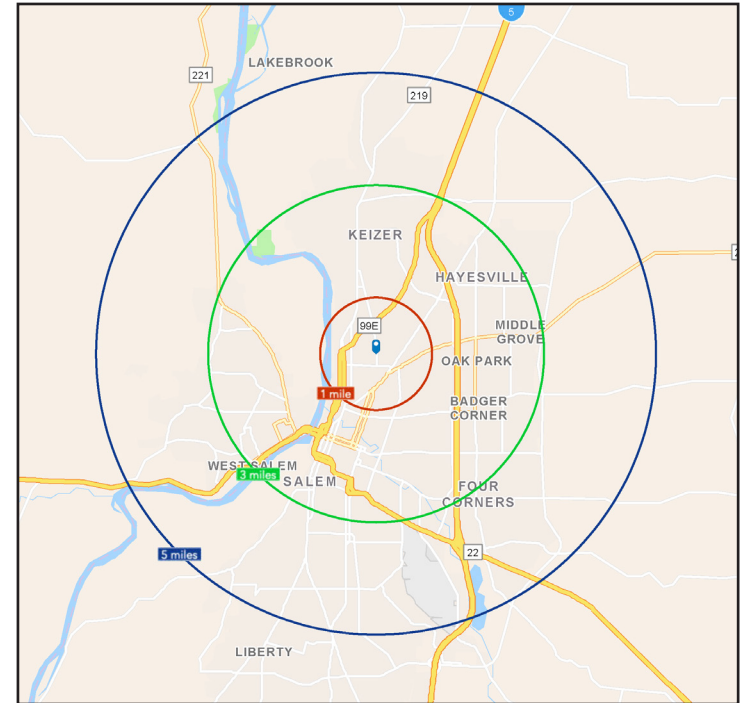 5
LAKEBROOK
221
219
KEIZER
HAYESVILLE
99E
MIDDLE
GROVE
OAK PARK
1 mile
BADGER
CORNER
WEST SALEM
3 miles
SALEM
FOUR
CORNERS
5 miles
22
LIBERTY